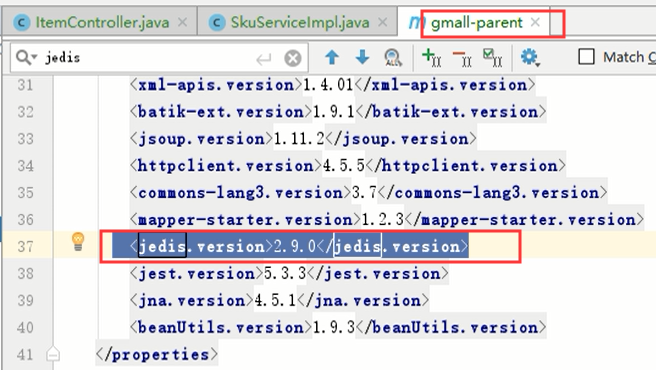 ItemController.java SkuServiceImpl.java gmall-parent
jedis Match C
31 <xml-apis.version>1.4.01</xml-apis.version>
32 <batik-ext.version>1.9.1</batik-ext.version>
33 <jsoup.version>1.11.2</jsoup.version>
34 <httpclient.version>4.5.5</httpclient.version>
35 <commons-lang3.version>3.7</commons-lang3.version>
36 <mapper-starter.version>1.2.3</mapper-starter.version>
37 <jedis.version>2.9.0</jedis.version>
38 <jest.version>5.3.3</jest.version>
39 <jna.version>4.5.1</jna.version>
40 <beanUtils.version>1.9.3</beanUtils.version>
41 </properties>